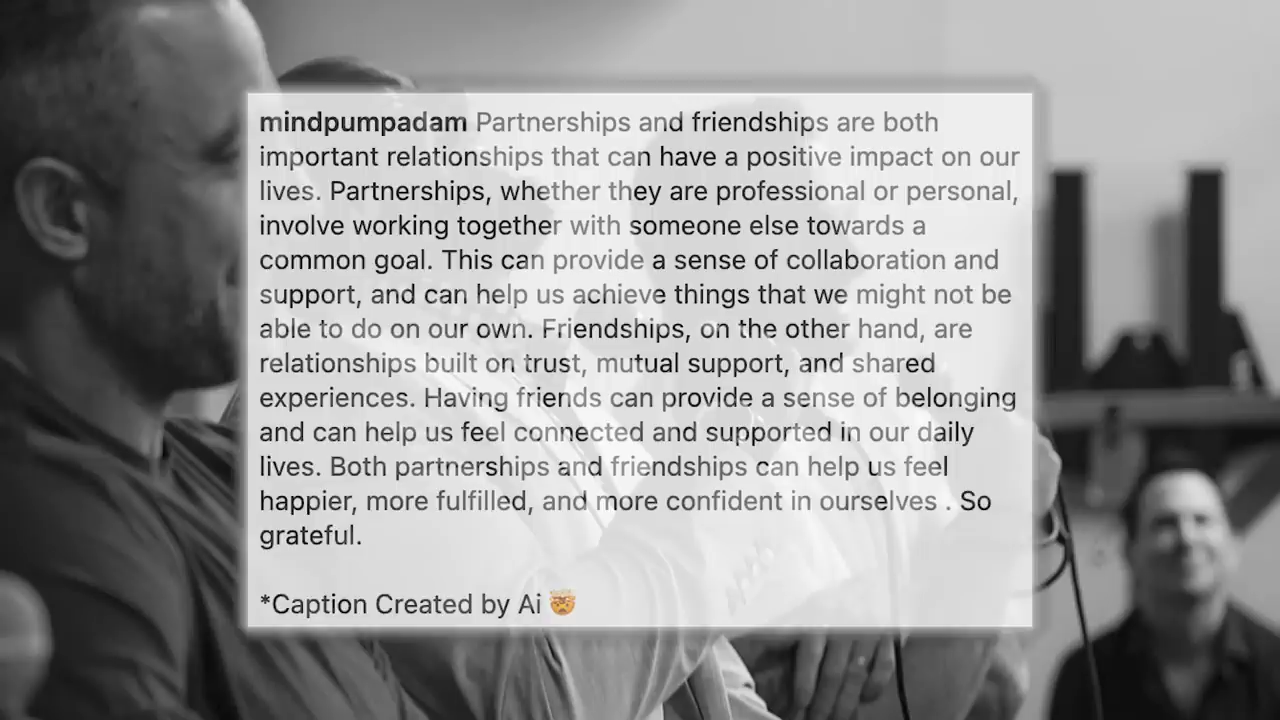 mindpumpadam Partnerships and friendships are both
important relationships that can have a positive impact on our
lives. Partnerships, whether they are professional or personal,
involve working together with someone else towards a
common goal. This can provide a sense of collaboration and
support, and can help us achieve things that we might not be
able to do on our own. Friendships, on the other hand, are
relationships built on trust, mutual support, and shared
experiences. Having friends can provide a sense of belonging
and can help us feel connected and supported in our daily
lives. Both partnerships and friendships can help us feel
happier, more fulfilled, and more confident in ourselves . So
grateful.
*Caption Created by Ai 🤯